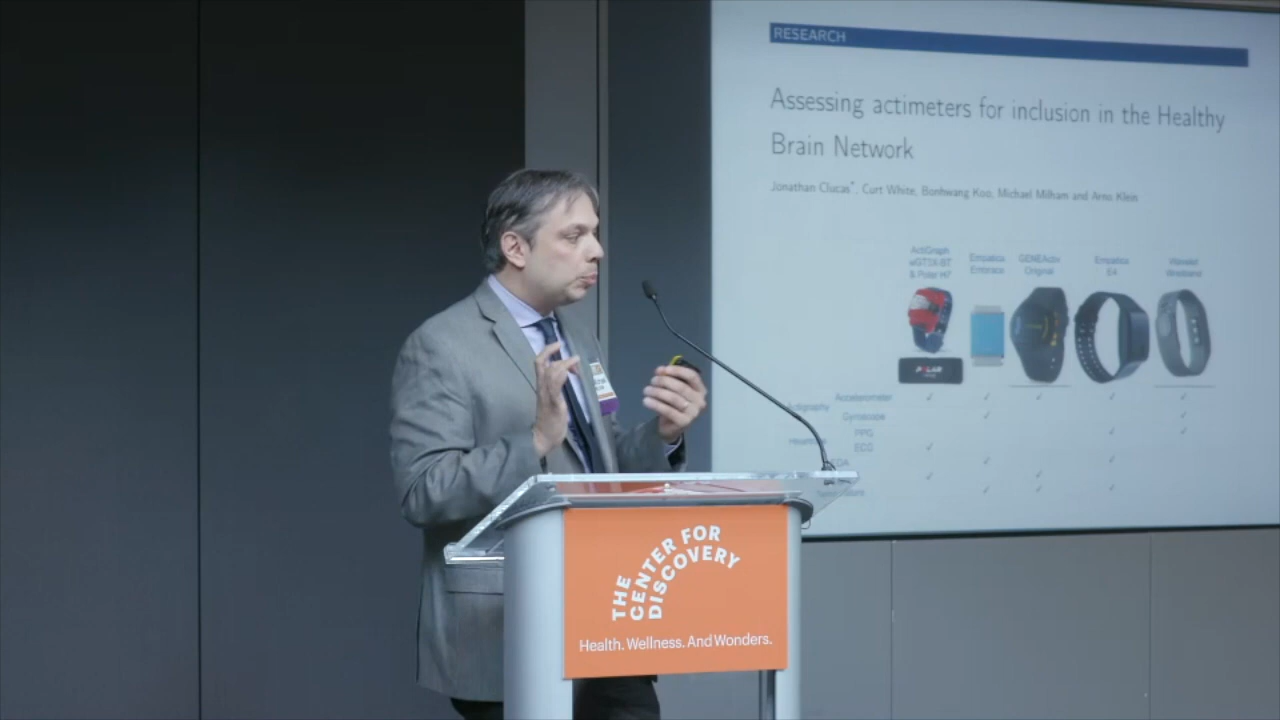 RESEARCH
Assessing actimeters for inclusion in the Healthy
Brain Network
Jonathan Clucas*, Curt White, Bonhwang Koo, Michael Milham and Arno Klein
ActiGraph
wGT3X-BT
& Polar H7
Empatica
Embrace
GENEActiv
Original
Empatica
E4
Wavelet
Wristband
POLAR
Accelerometer
Gyroscope
PPG
ECG
THE
CENTER FOR
DISCOVERY
Health. Wellness. And Wonders.